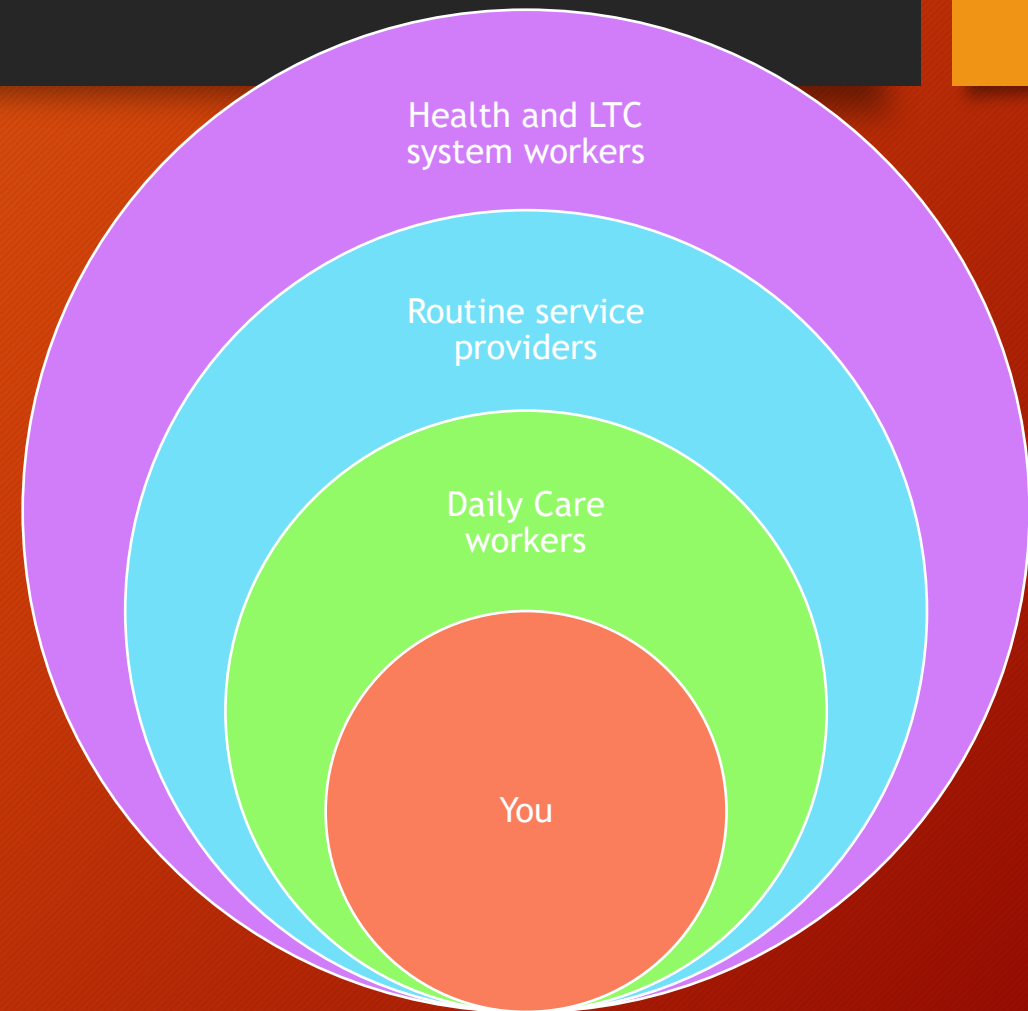 Health and LTC
system workers
Routine service
providers
Daily Care
workers
You